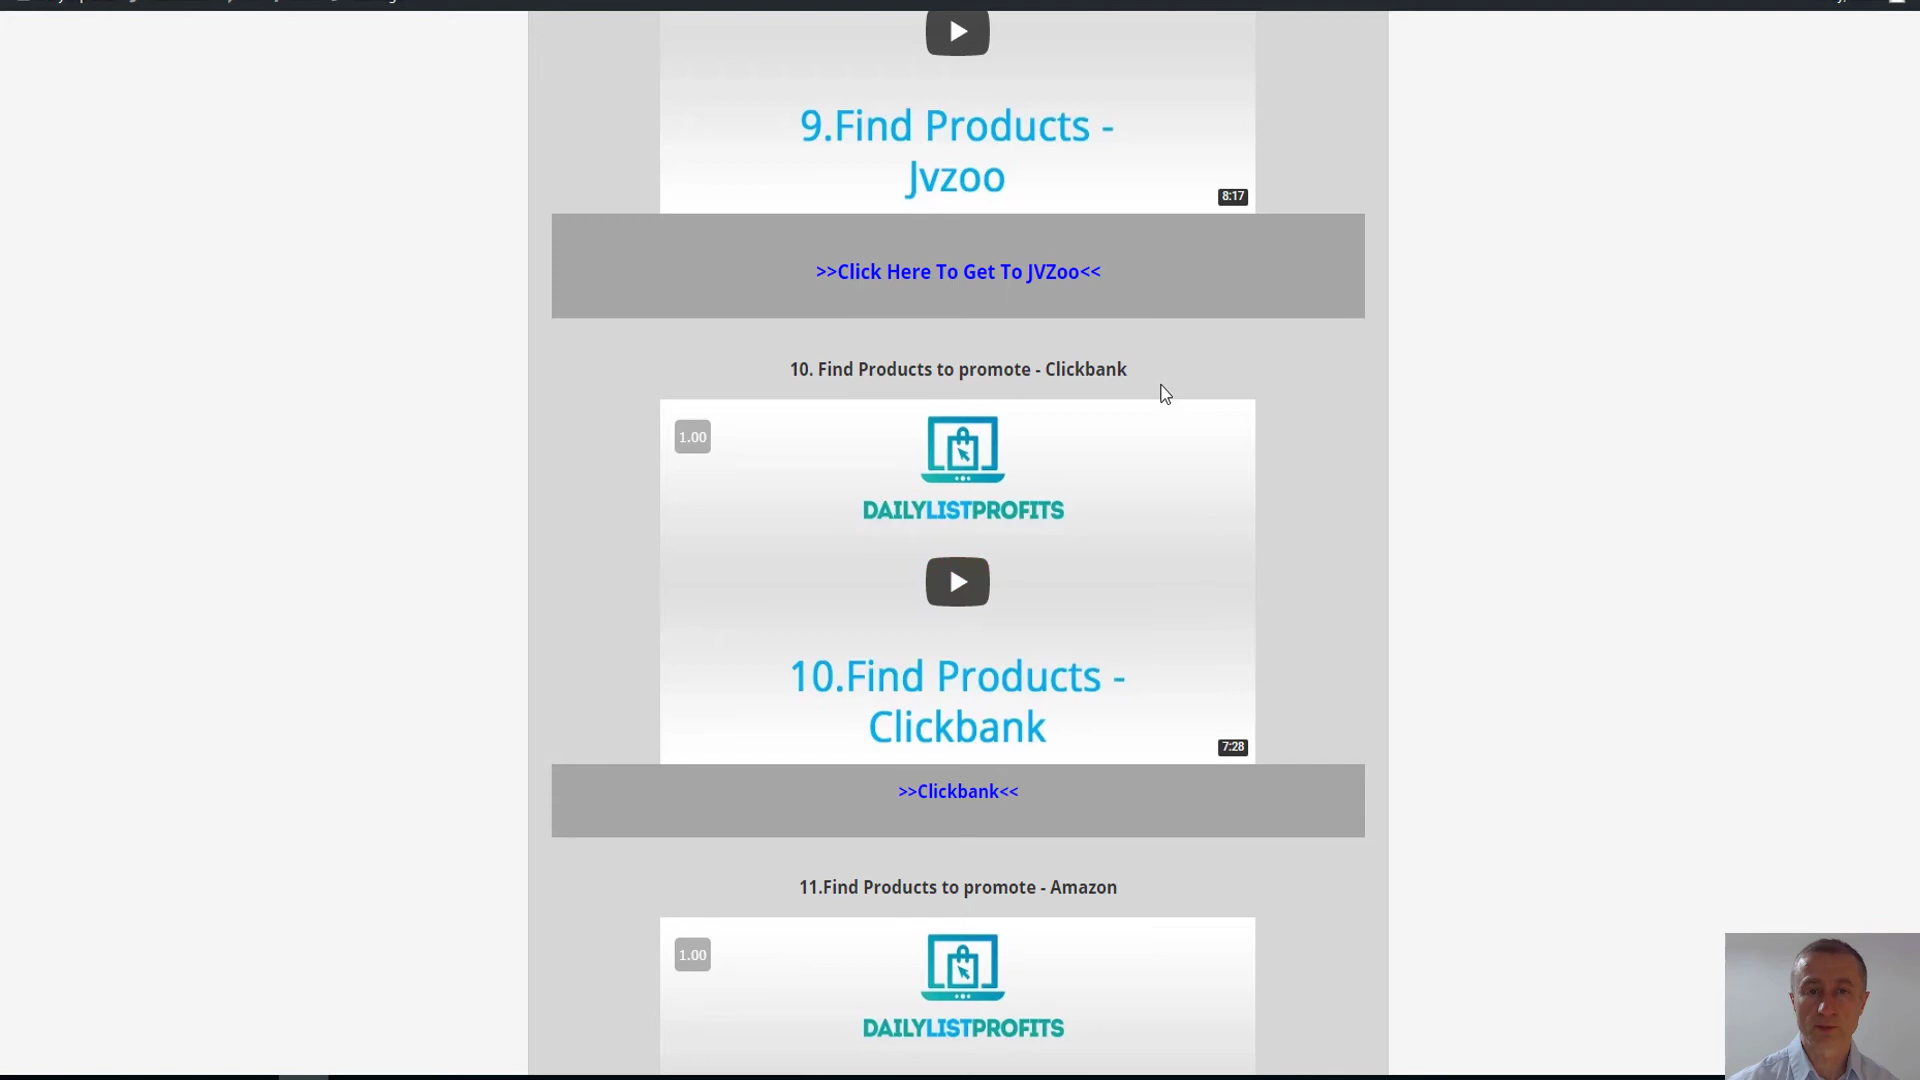 9.Find Products -
Jvzoo
8:17
>>Click Here To Get To JVZoo<<
10. Find Products to promote - Clickbank
1.00
DAILYLISTPROFITS
10.Find Products -
Clickbank
7:28
>>Clickbank<<
11.Find Products to promote - Amazon
1.00
DAILYLISTPROFITS